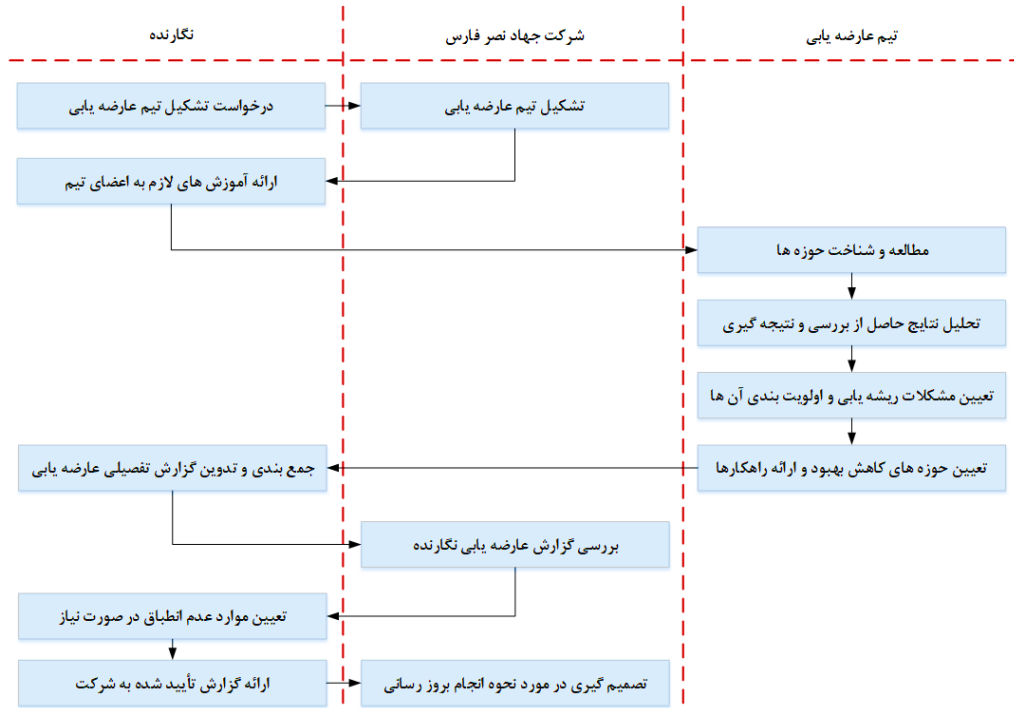 تیم عارضه یابی
شرکت جهاد نصر فارس
نگارنده
درخواست تشکیل تیم عارضه یابی
تشکیل تیم عارضه یابی
ارائه آموزش های لازم به اعضای تیم
مطالعه و شناخت حوزه ها
تحلیل نتایج حاصل از بررسی و نتیجه گیری
تعیین مشکلات ریشه یابی و اولویت بندی آن ها
تعیین حوزه های کاهش بهبود و ارائه راهکارها
جمع بندی و تدوین گزارش تفصیلی عارضه یابی
بررسی گزارش عارضه یابی نگارنده
تعیین موارد عدم انطباق در صورت نیاز
ارائه گزارش تأیید شده به شرکت
تصمیم گیری در مورد نحوه انجام بروز رسانی